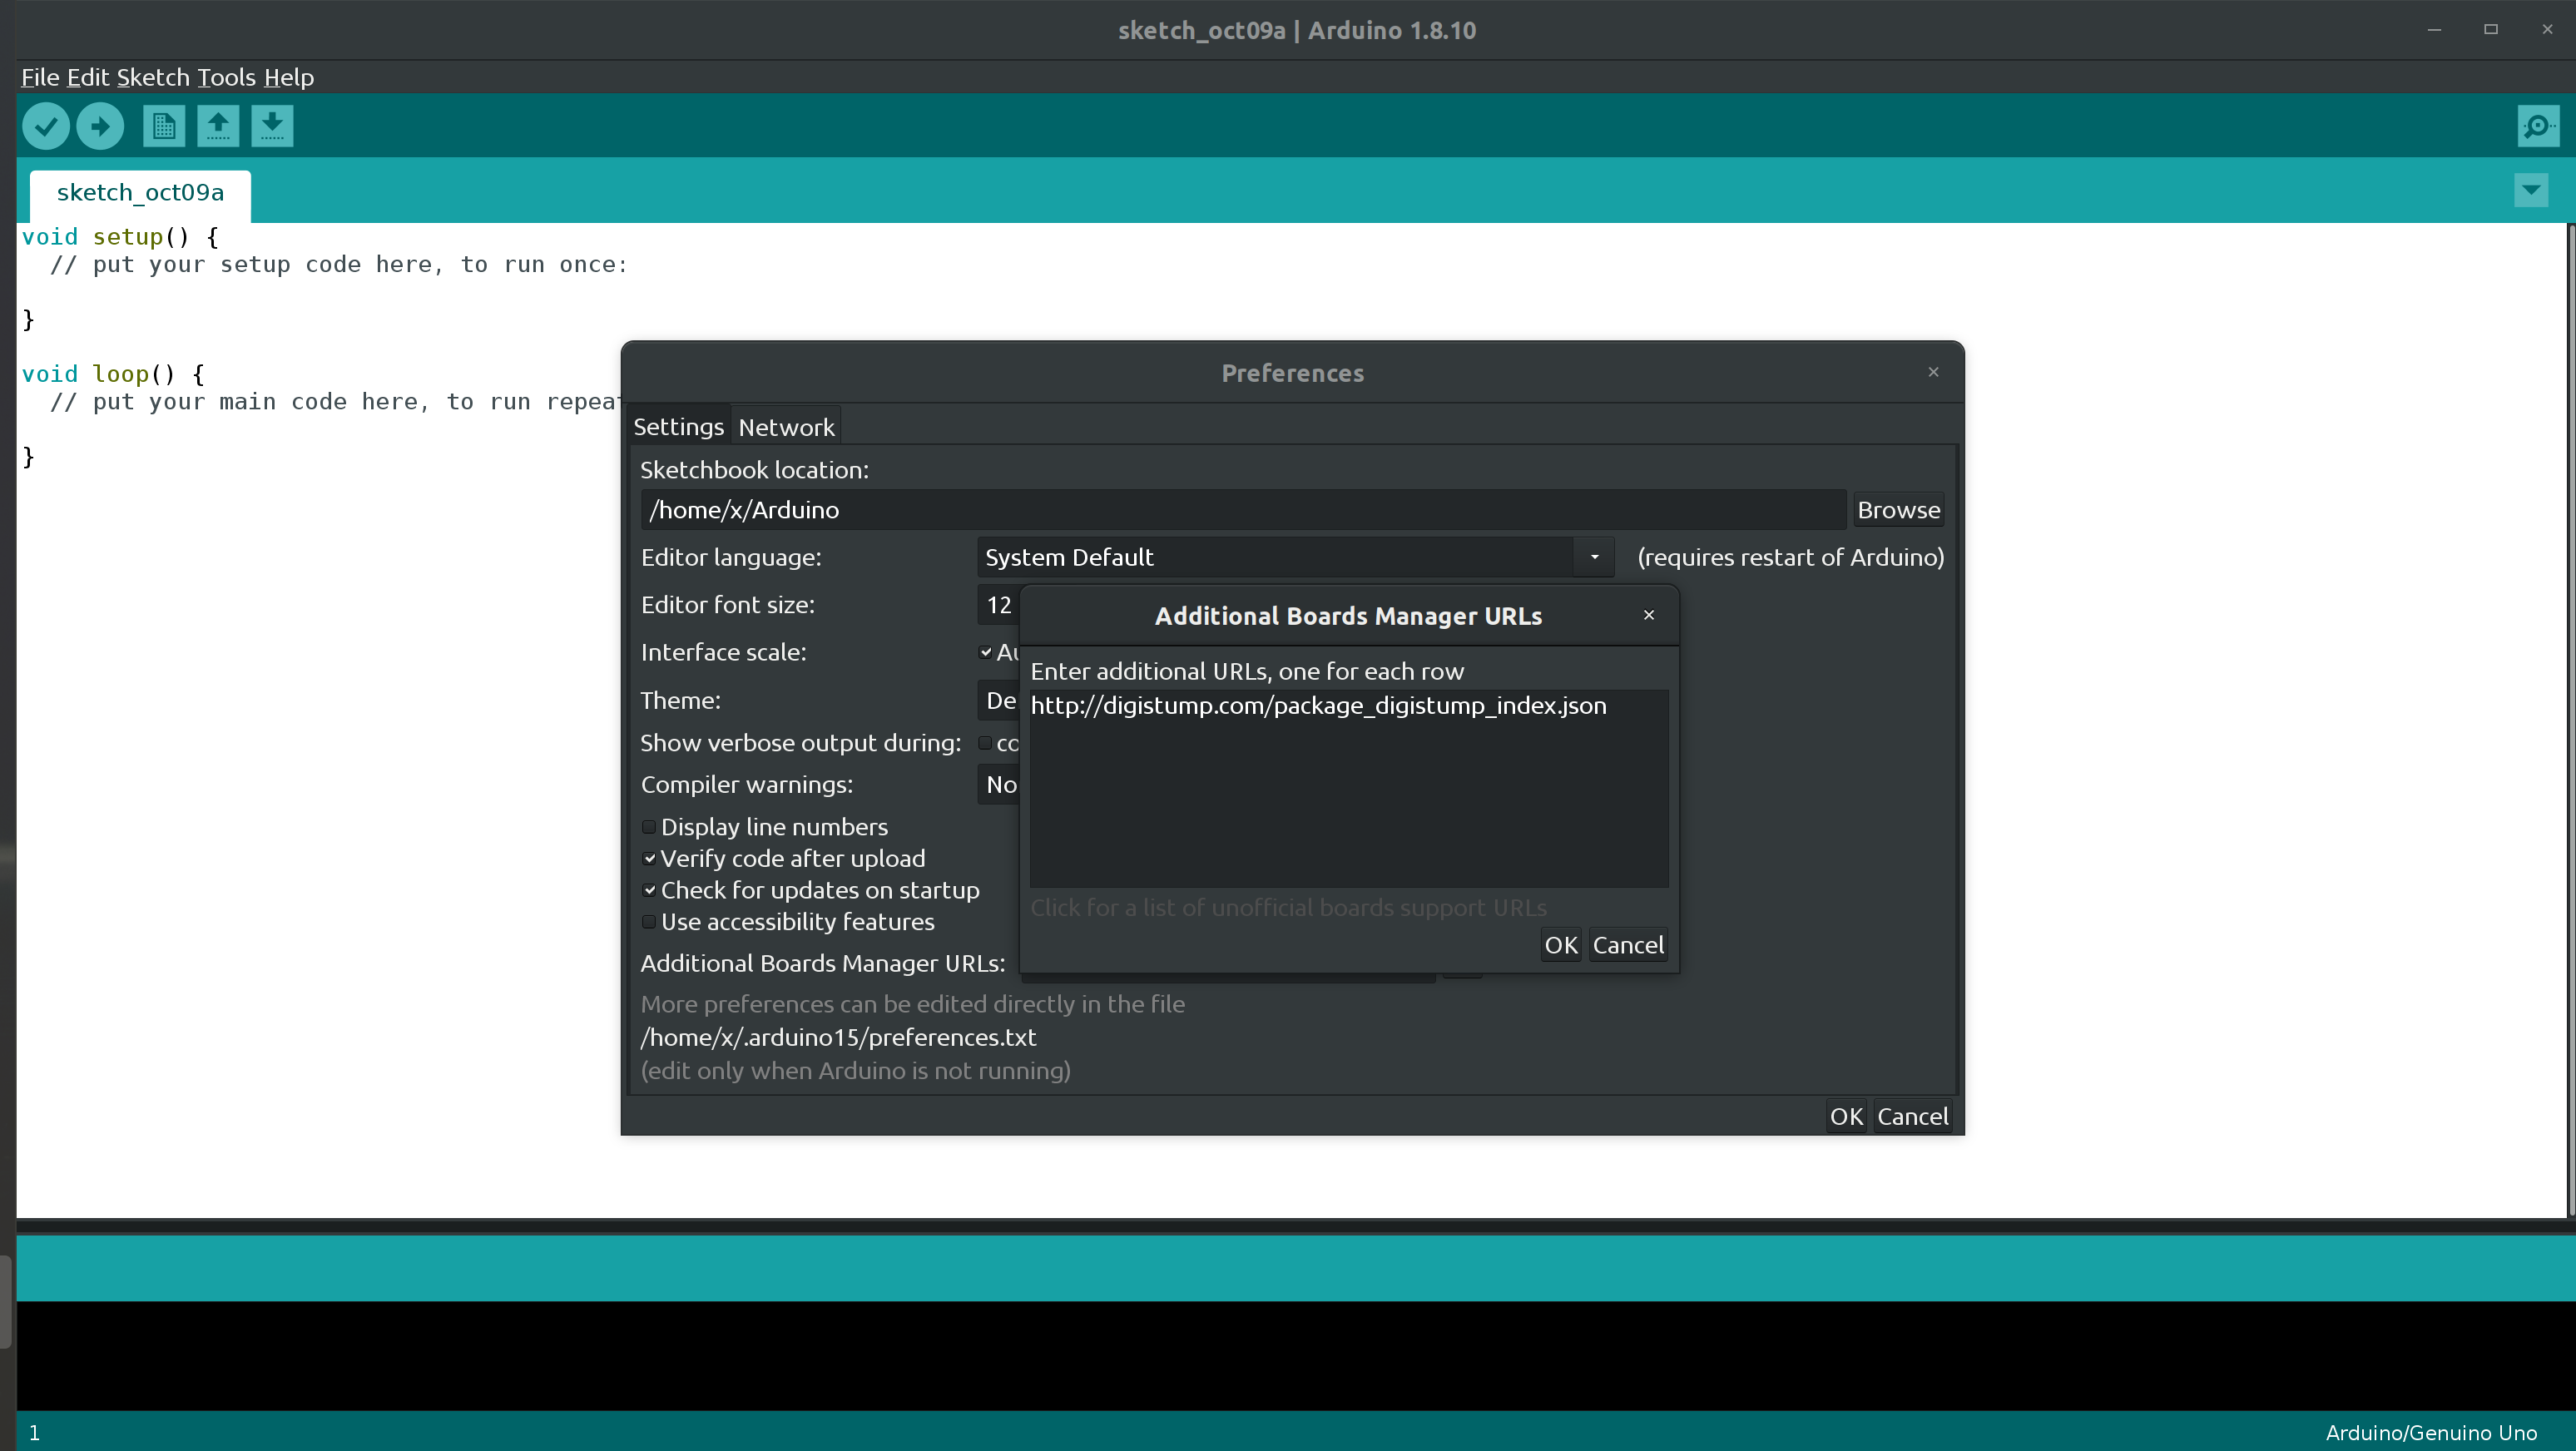 sketch_oct09a | Arduino 1.8.10
File Edit Sketch Tools Help
sketch_oct09a
void setup() {
  // put your setup code here, to run once:
}
void loop() {
  // put your main code here, to run
}
Preferences
Settings Network
Sketchbook location:
/home/x/Arduino Browse
Editor language: System Default (requires restart of Arduino)
Editor font size: 12
Interface scale:
Theme:
Show verbose output during:
Compiler warnings:
Display line numbers
Verify code after upload
Check for updates on startup
Use accessibility features
Additional Boards Manager URLs:
More preferences can be edited directly in the file
/home/x/.arduino15/preferences.txt
(edit only when Arduino is not running)
OK Cancel
Additional Boards Manager URLs
Enter additional URLs, one for each row
http://digistump.com/package_digistump_index.json
Click for a list of unofficial boards support URLs
OK Cancel
1
Arduino/Genuino Uno